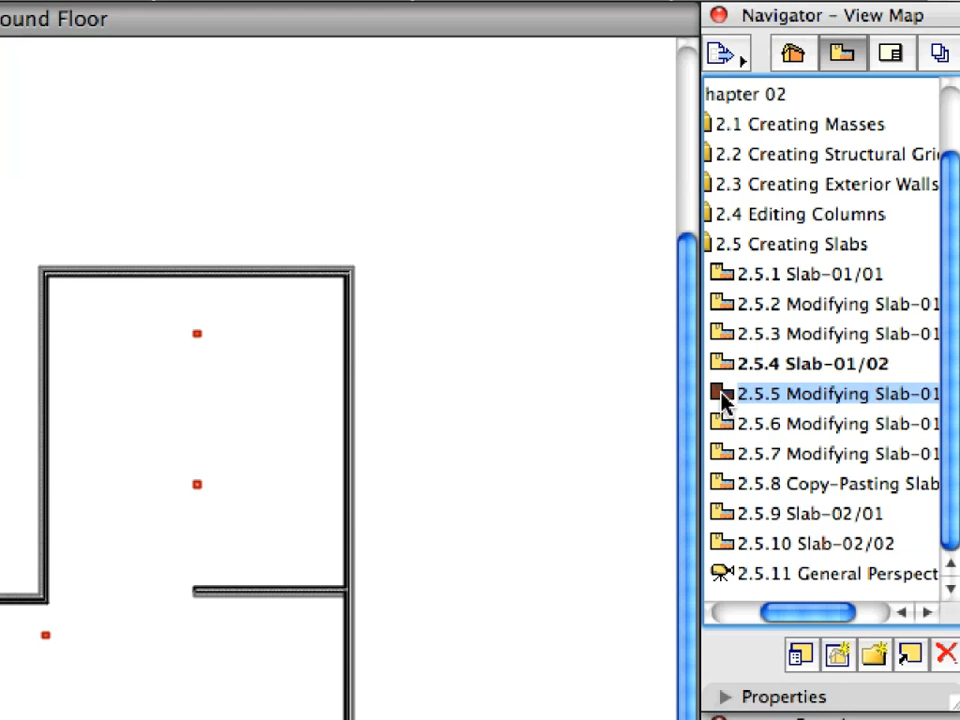 ound Floor
Navigator - View Map
hapter 02
2.1 Creating Masses
2.2 Creating Structural Gri
2.3 Creating Exterior Walls
2.4 Editing Columns
2.5 Creating Slabs
2.5.1 Slab-01/01
2.5.2 Modifying Slab-01
2.5.3 Modifying Slab-01
2.5.4 Slab-01/02
2.5.5 Modifying Slab-01
2.5.6 Modifying Slab-01
2.5.7 Modifying Slab-01
2.5.8 Copy-Pasting Slab
2.5.9 Slab-02/01
2.5.10 Slab-02/02
2.5.11 General Perspect
Properties